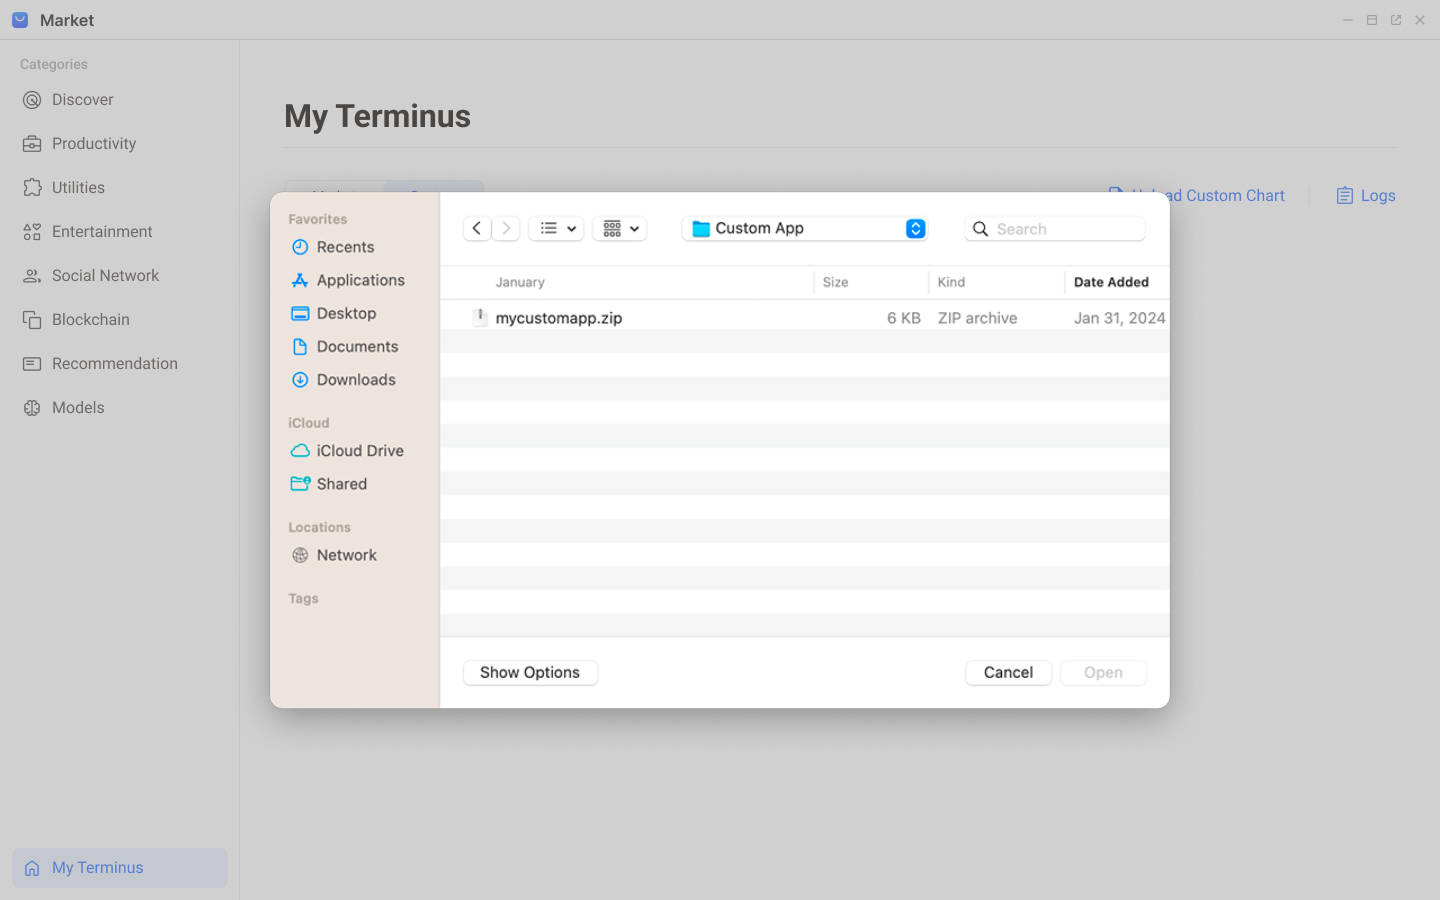 Market
Categories
Discover
Productivity
Utilities
Entertainment
Social Network
Blockchain
Recommendation
Models
My Terminus
My Terminus
Upload Custom Chart
Logs
Favorites
Recents
Applications
Desktop
Documents
Downloads
iCloud
iCloud Drive
Shared
Locations
Network
Tags
Custom App
Search
January Size Kind Date Added
mycustomapp.zip 6 KB ZIP archive Jan 31, 2024
Show Options
Cancel
Open